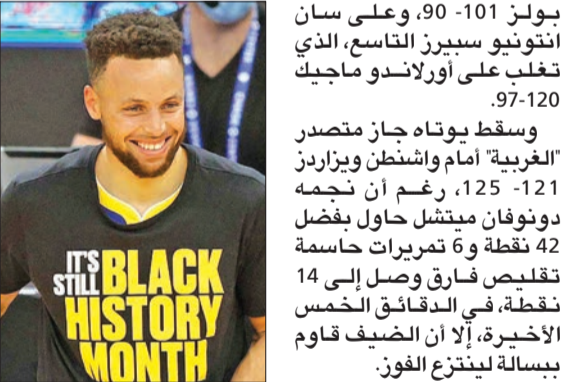 بولز 101- 90، وعلى سان
انتونيو سبيرز التاسع، الذي
تغلب على أورلاندو ماجيك
120-97.
وسقط يوتاه جاز متصدر
"الغربية" أمام واشنطن ويزاردز
121- 125، رغم أن نجمه
دونوفان ميتشل حاول بفضل
42 نقطة و6 تمريرات حاسمة
تقليص فارق وصل إلى 14
نقطة، في الدقائق الخمس
الأخيرة، إلا أن الضيف قاوم
ببسالة لينتزع الفوز.
IT'S STILL BLACK
HISTORY
MONTH